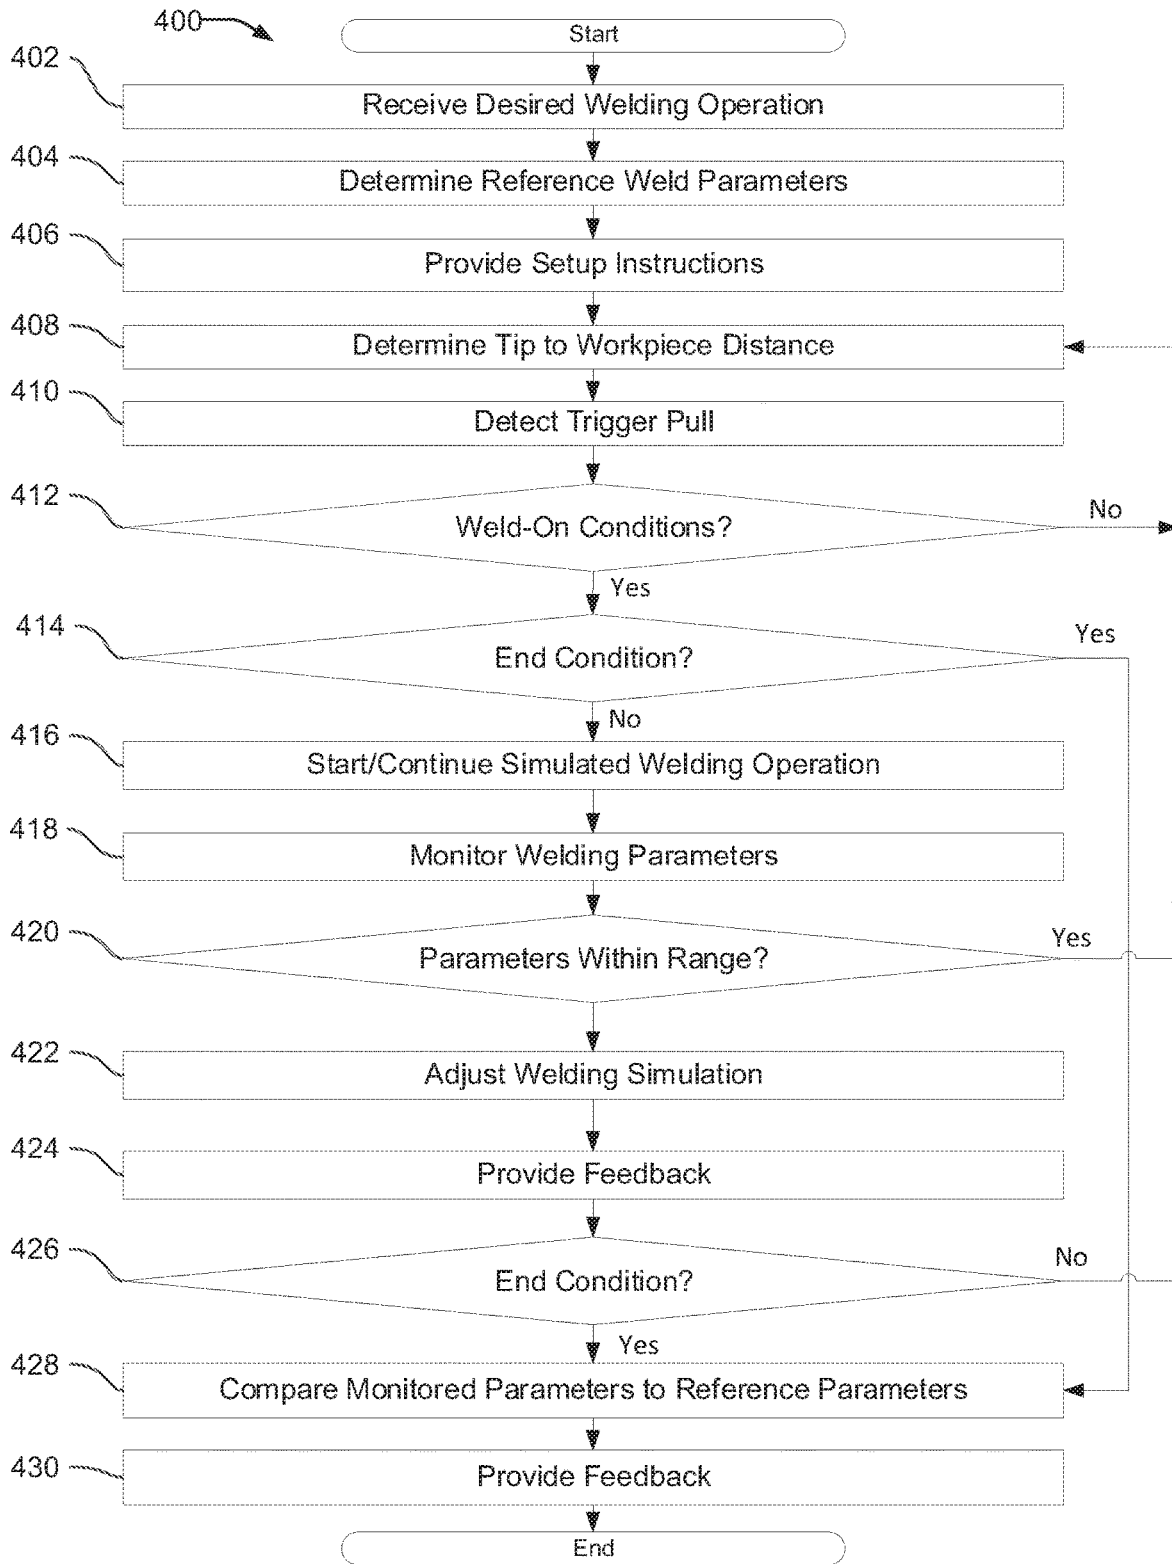 400
Start
402
Receive Desired Welding Operation
404
Determine Reference Weld Parameters
406
Provide Setup Instructions
408
Determine Tip to Workpiece Distance
410
Detect Trigger Pull
412
Weld-On Conditions?
No
Yes
414
End Condition?
Yes
No
416
Start/Continue Simulated Welding Operation
418
Monitor Welding Parameters
420
Parameters Within Range?
Yes
422
Adjust Welding Simulation
424
Provide Feedback
426
End Condition?
No
Yes
428
Compare Monitored Parameters to Reference Parameters
430
Provide Feedback
End